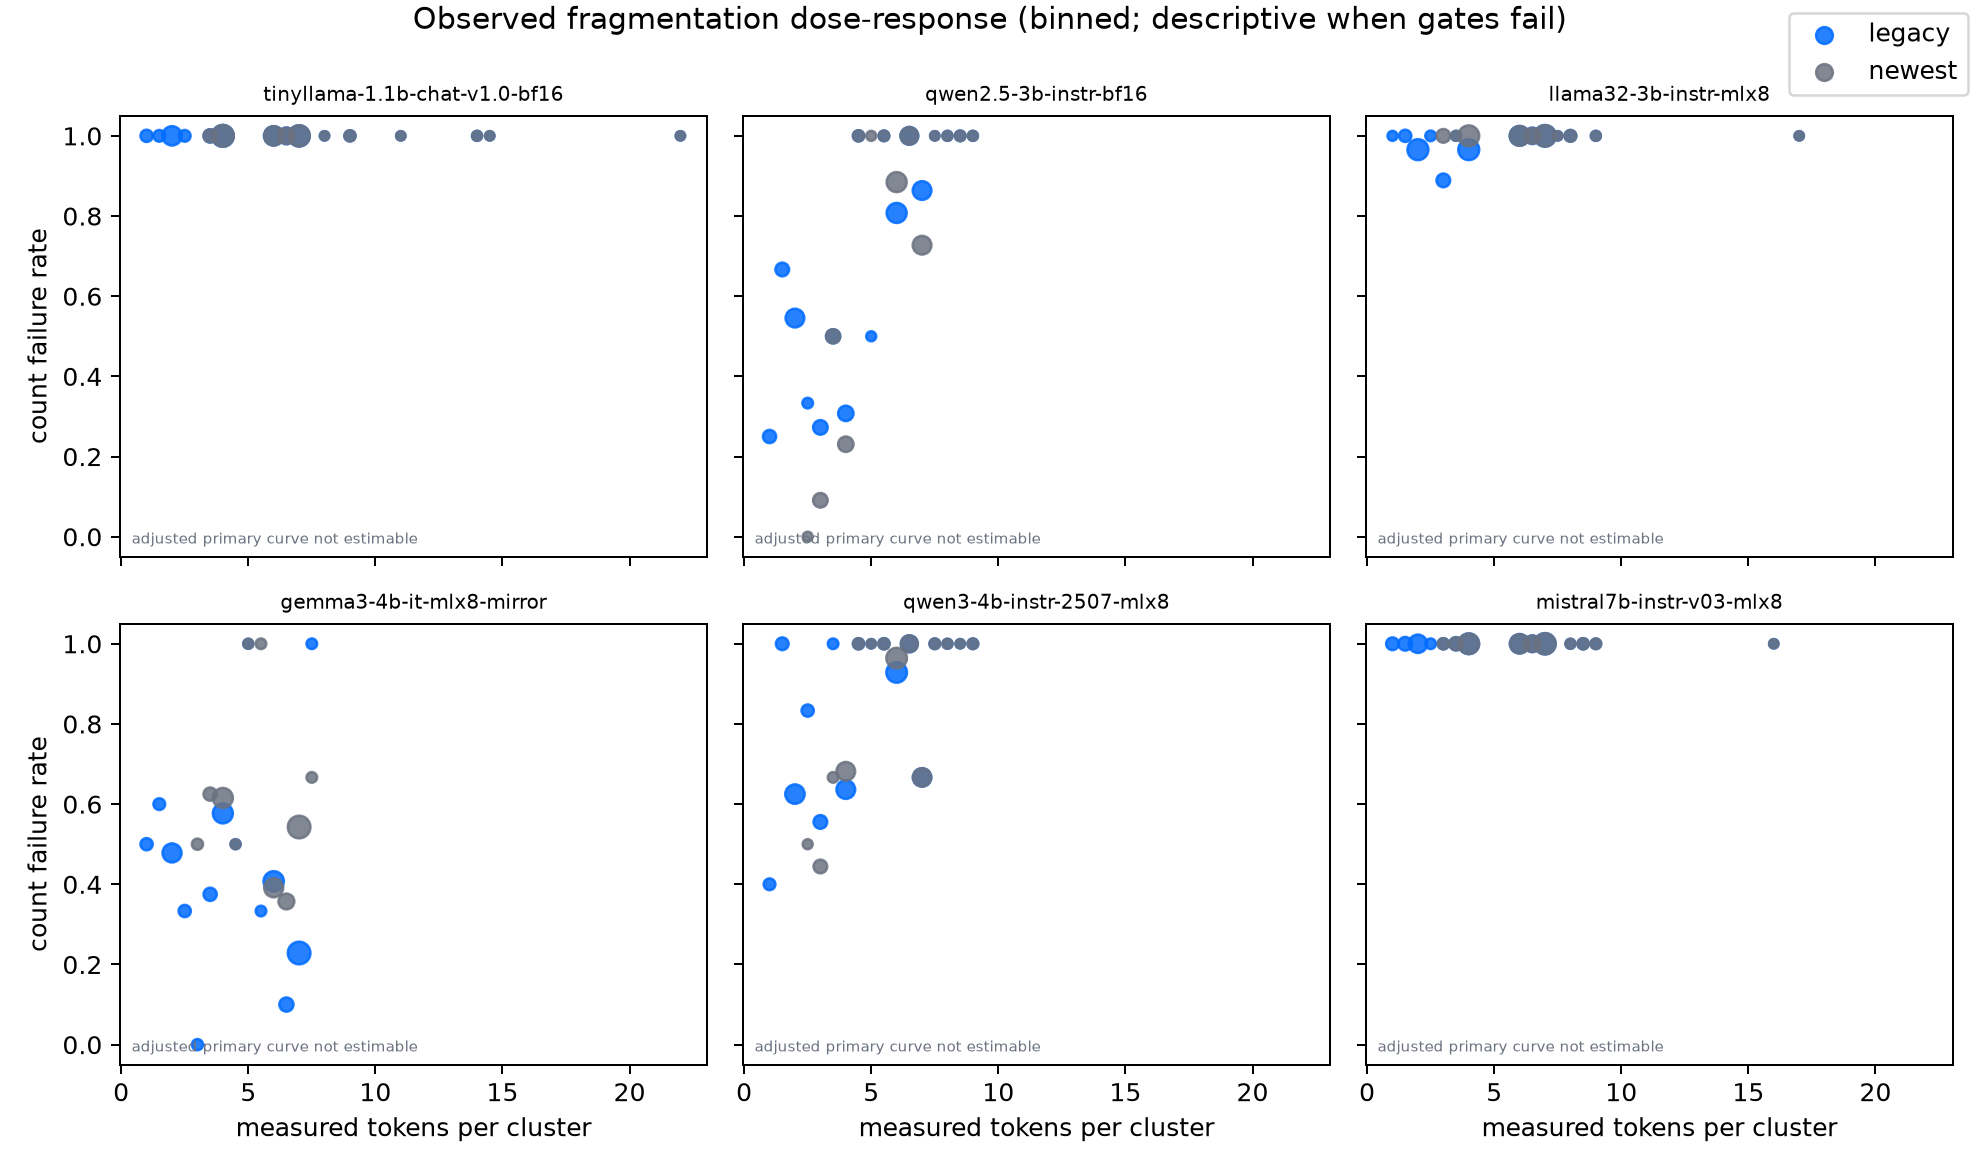 Observed fragmentation dose-response (binned; descriptive when gates fail)
legacy
newest
tinyllama-1.1b-chat-v1.0-bf16
qwen2.5-3b-instr-bf16
llama32-3b-instr-mlx8
count failure rate
1.0
0.8
0.6
0.4
0.2
0.0
adjusted primary curve not estimable
adjusted primary curve not estimable
adjusted primary curve not estimable
gemma3-4b-it-mlx8-mirror
qwen3-4b-instr-2507-mlx8
mistral7b-instr-v03-mlx8
count failure rate
1.0
0.8
0.6
0.4
0.2
0.0
adjusted primary curve not estimable
adjusted primary curve not estimable
adjusted primary curve not estimable
0 5 10 15 20
0 5 10 15 20
0 5 10 15 20
measured tokens per cluster
measured tokens per cluster
measured tokens per cluster